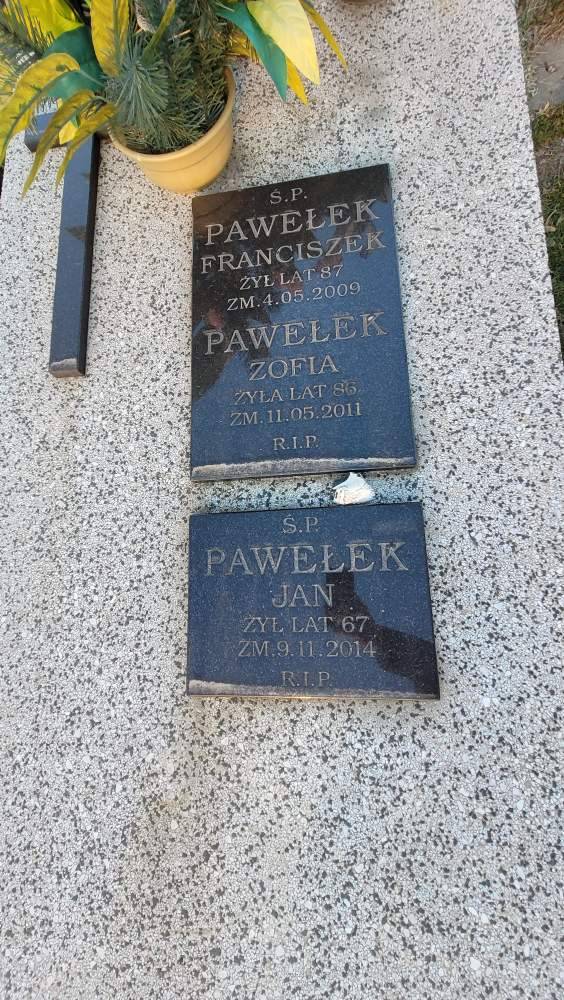 Ś.P.
PAWEŁEK
FRANCISZEK
ŻYŁ LAT 87
ZM.4.05.2009
PAWEŁEK
ZOFIA
ŻYŁA LAT 86
ZM.11.05.2011
R.I.P.
Ś.P.
PAWEŁEK
JAN
ŻYŁ LAT 67
ZM.9.11.2014
R.I.P.